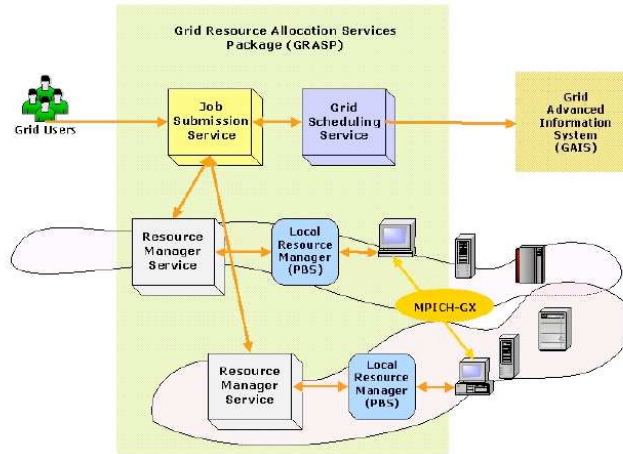 Grid Resource Allocation Services
Package (GRASP)
Grid Users
Job
Submission
Service
Grid
Scheduling
Service
Grid
Advanced
Information
System
(GAIS)
Resource
Manager
Service
Local
Resource
Manager
(PBS)
MPICH-GX
Resource
Manager
Service
Local
Resource
Manager
(PBS)